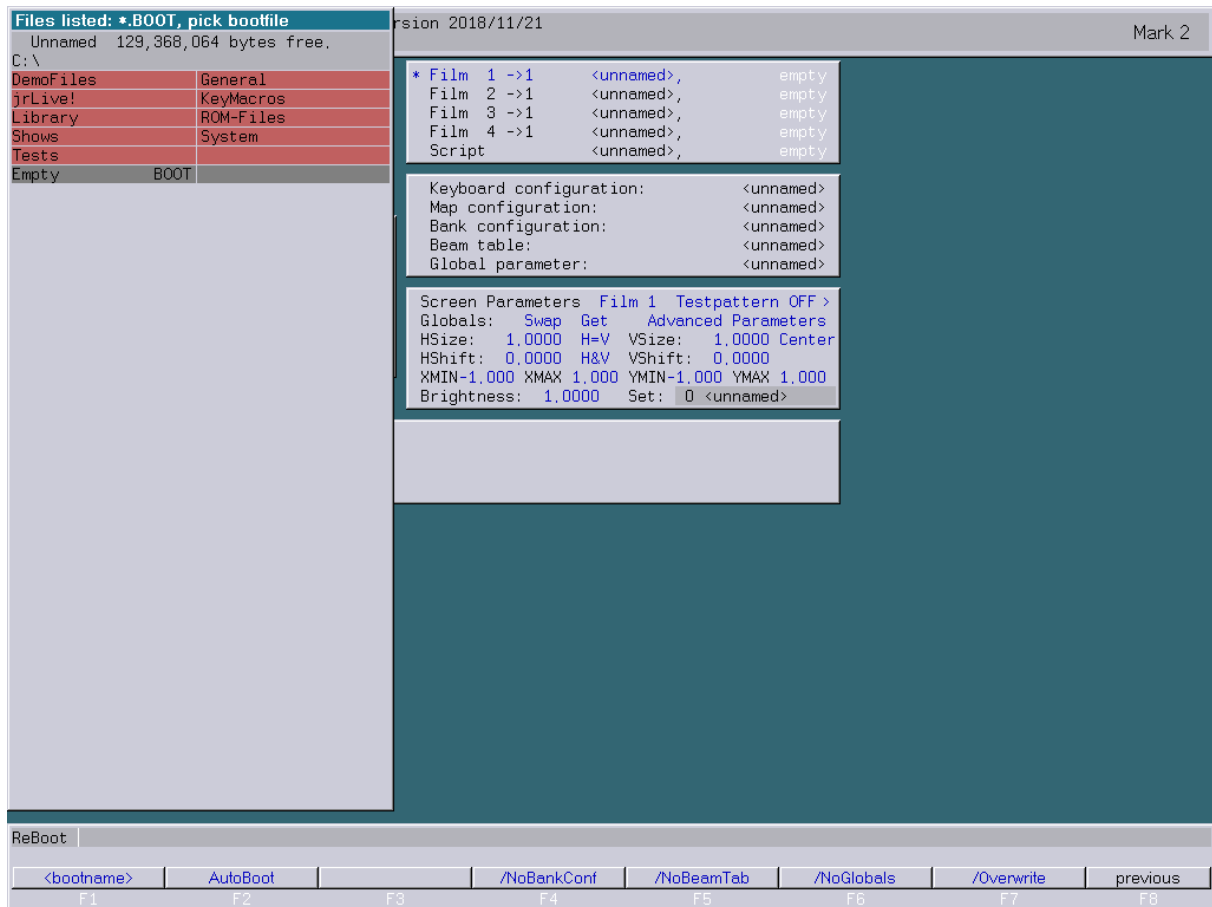 Files listed: *.BOOT, pick bootfile
Unnamed 129,368,064 bytes free.
C:\
DemoFiles General
jrLive! KeyMacros
Library ROM-Files
Shows System
Tests
Empty BOOT
rsion 2018/11/21
Mark 2
* Film 1 ->1 <unnamed>, empty
Film 2 ->1 <unnamed>, empty
Film 3 ->1 <unnamed>, empty
Film 4 ->1 <unnamed>, empty
Script <unnamed>, empty
Keyboard configuration: <unnamed>
Map configuration: <unnamed>
Bank configuration: <unnamed>
Beam table: <unnamed>
Global parameter: <unnamed>
Screen Parameters Film 1 Testpattern OFF >
Globals: Swap Get Advanced Parameters
HSize: 1.0000 H=V VSize: 1.0000 Center
HShift: 0.0000 H&V VShift: 0.0000
XMIN-1.000 XMAX 1.000 YMIN-1.000 YMAX 1.000
Brightness: 1.0000 Set: 0 <unnamed>
ReBoot
<bootname> AutoBoot /NoBankConf /NoBeamTab /NoGlobals /Overwrite previous
F1 F2 F3 F4 F5 F6 F7 F8